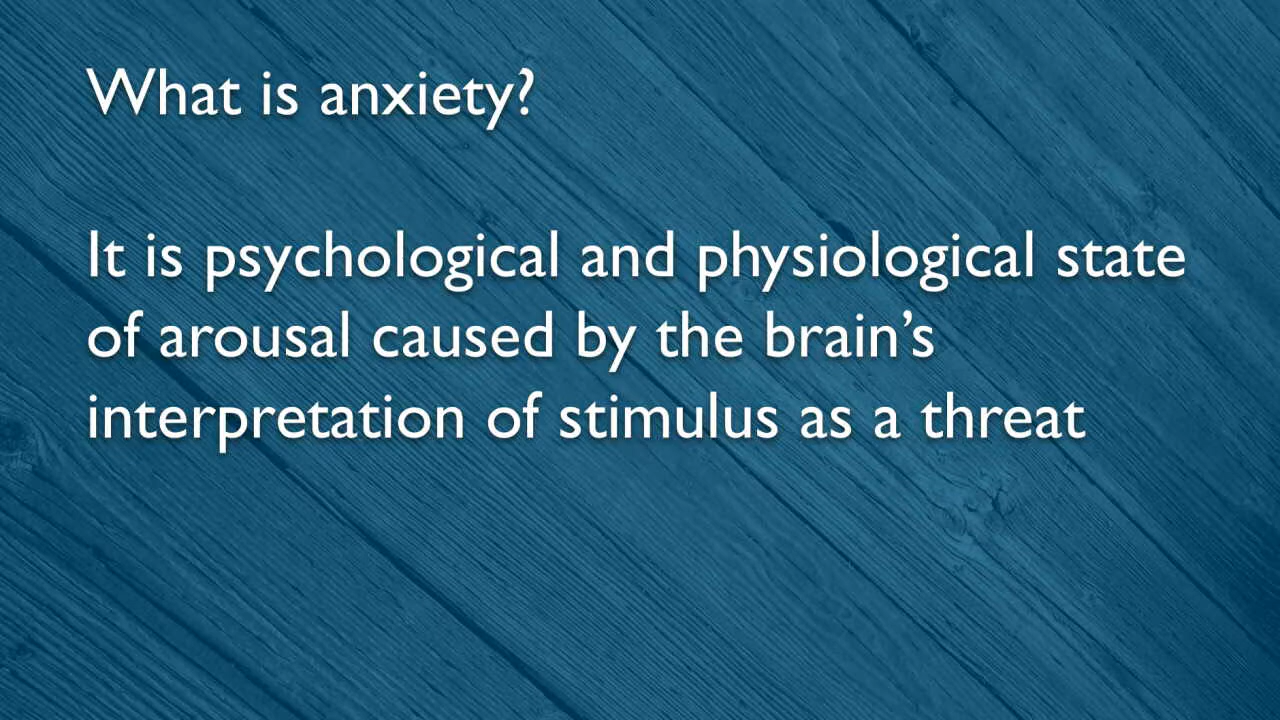 What is anxiety?
It is psychological and physiological state
of arousal caused by the brain’s
interpretation of stimulus as a threat